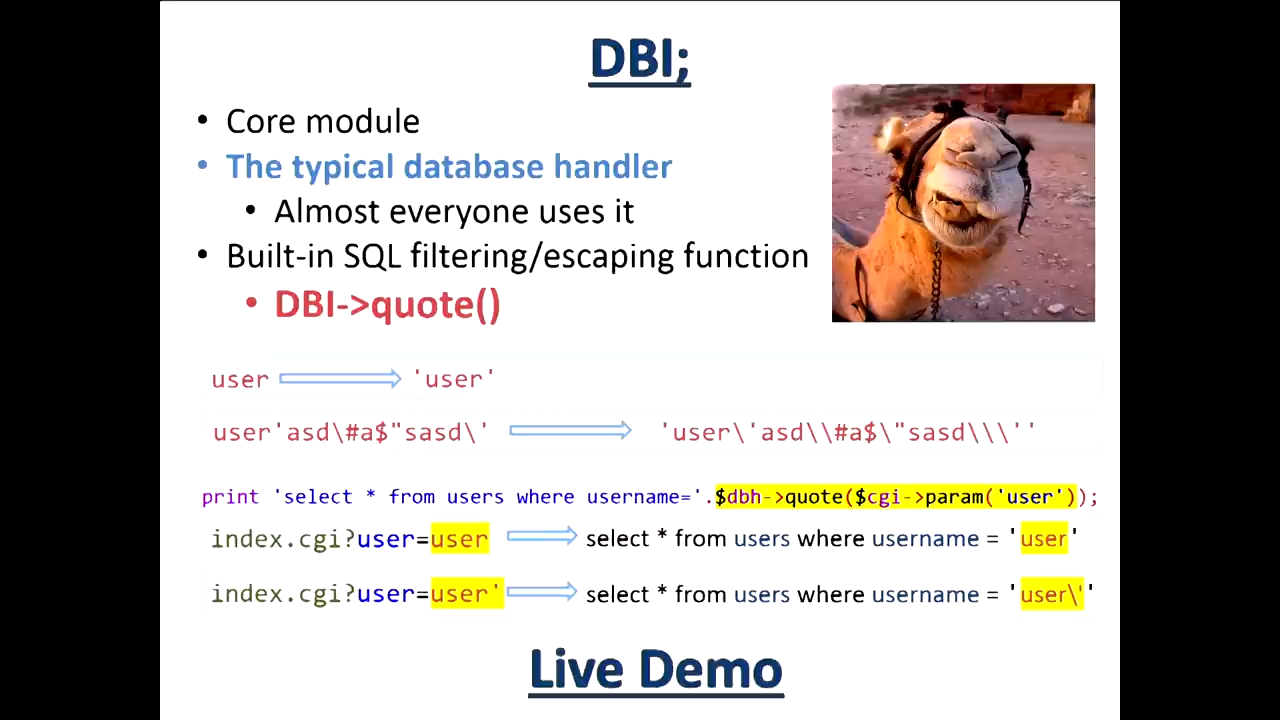 DBI;
• Core module
• The typical database handler
• Almost everyone uses it
• Built-in SQL filtering/escaping function
• DBI->quote()
user 'user'
user'asd\#a$"sasd\' 'user\'asd\\#a$\"sasd\\\''
print 'select * from users where username='.$dbh->quote($cgi->param('user'));
index.cgi?user=user select * from users where username = 'user'
index.cgi?user=user' select * from users where username = 'user\''
Live Demo